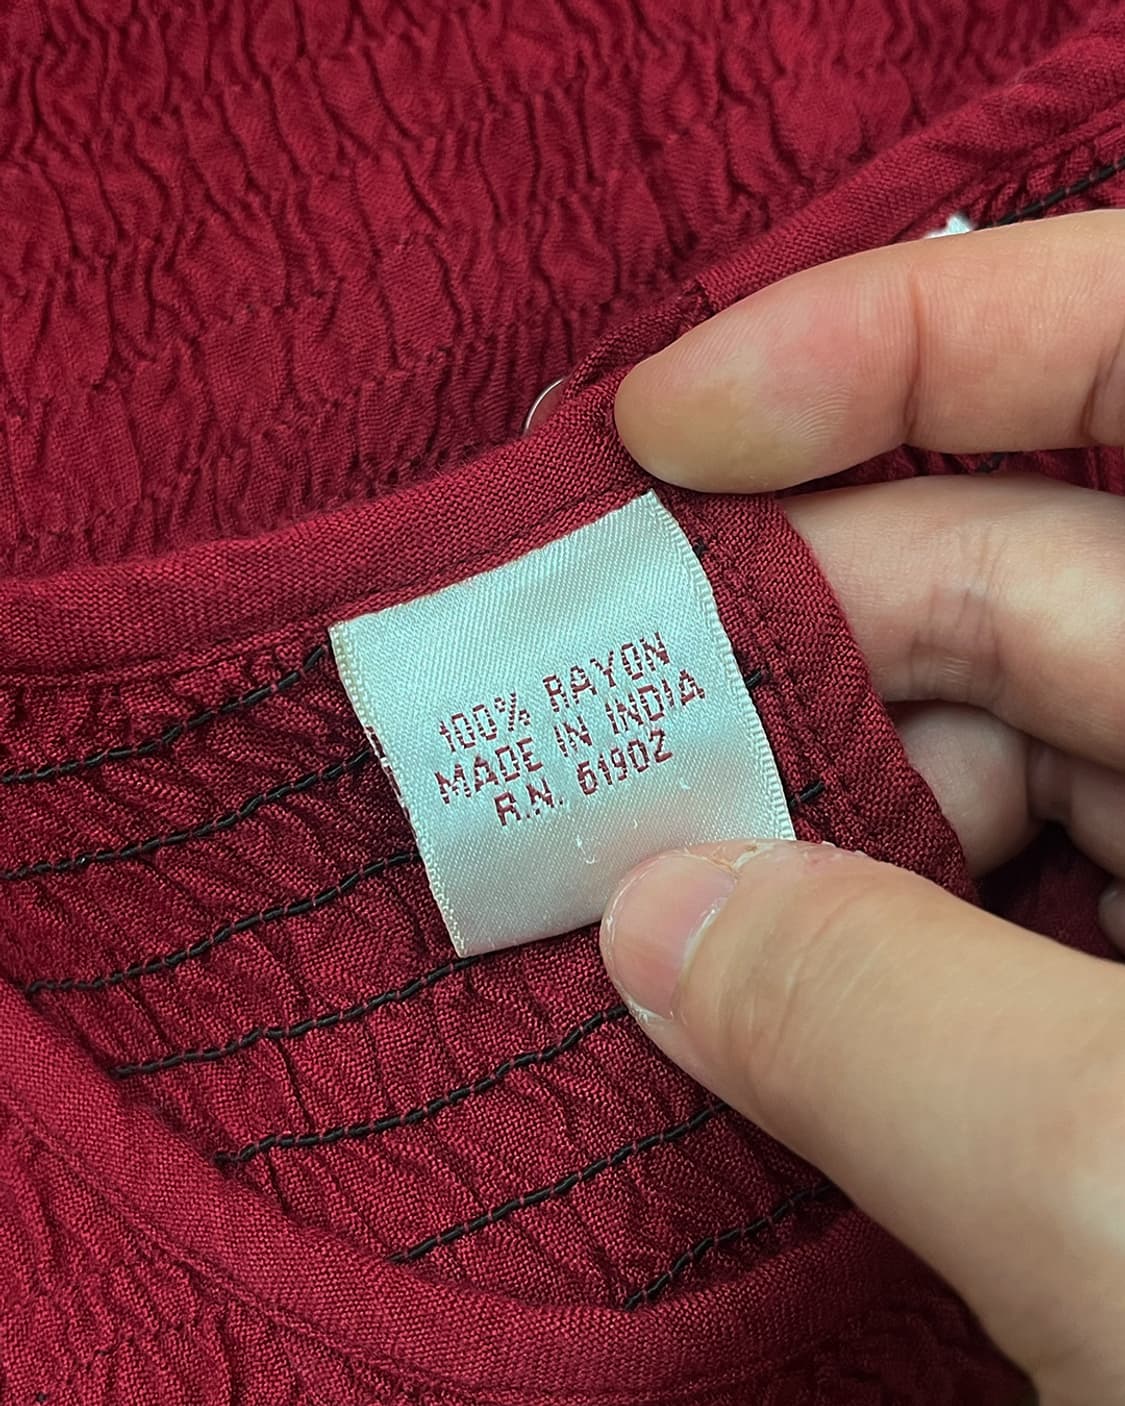 100% RAYON
MADE IN INDIA
R.N. 61902